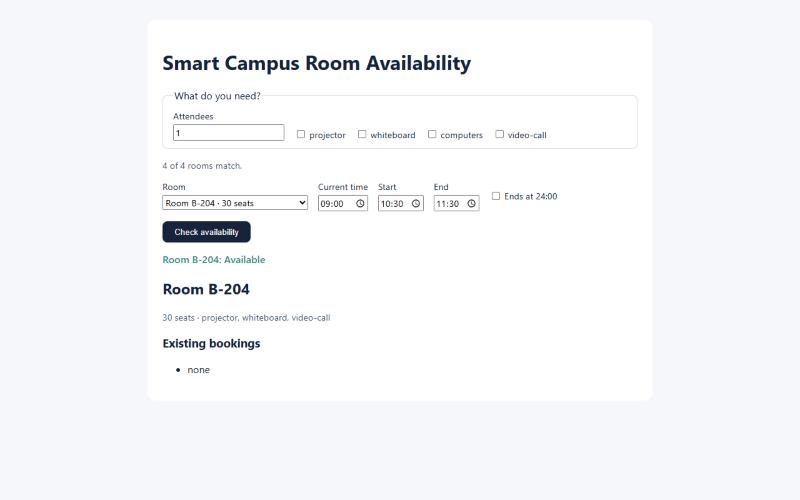 Smart Campus Room Availability
What do you need?
Attendees
1 projector whiteboard computers video-call
4 of 4 rooms match.
Room Current time Start End
Room B-204 · 30 seats 09:00 10:30 11:30 Ends at 24:00
Check availability
Room B-204: Available
Room B-204
30 seats · projector, whiteboard, video-call
Existing bookings
none